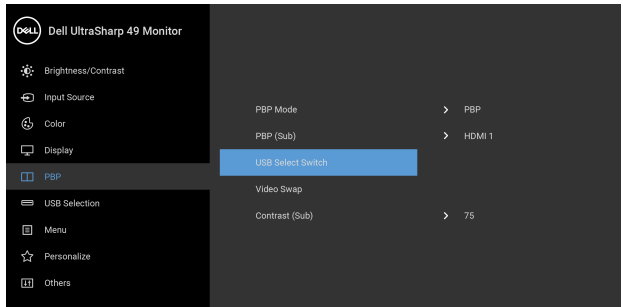 DELL Dell UltraSharp 49 Monitor
Brightness/Contrast
Input Source
Color
Display
PBP
USB Selection
Menu
Personalize
Others
PBP Mode > PBP
PBP (Sub) > HDMI 1
USB Select Switch
Video Swap
Contrast (Sub) > 75